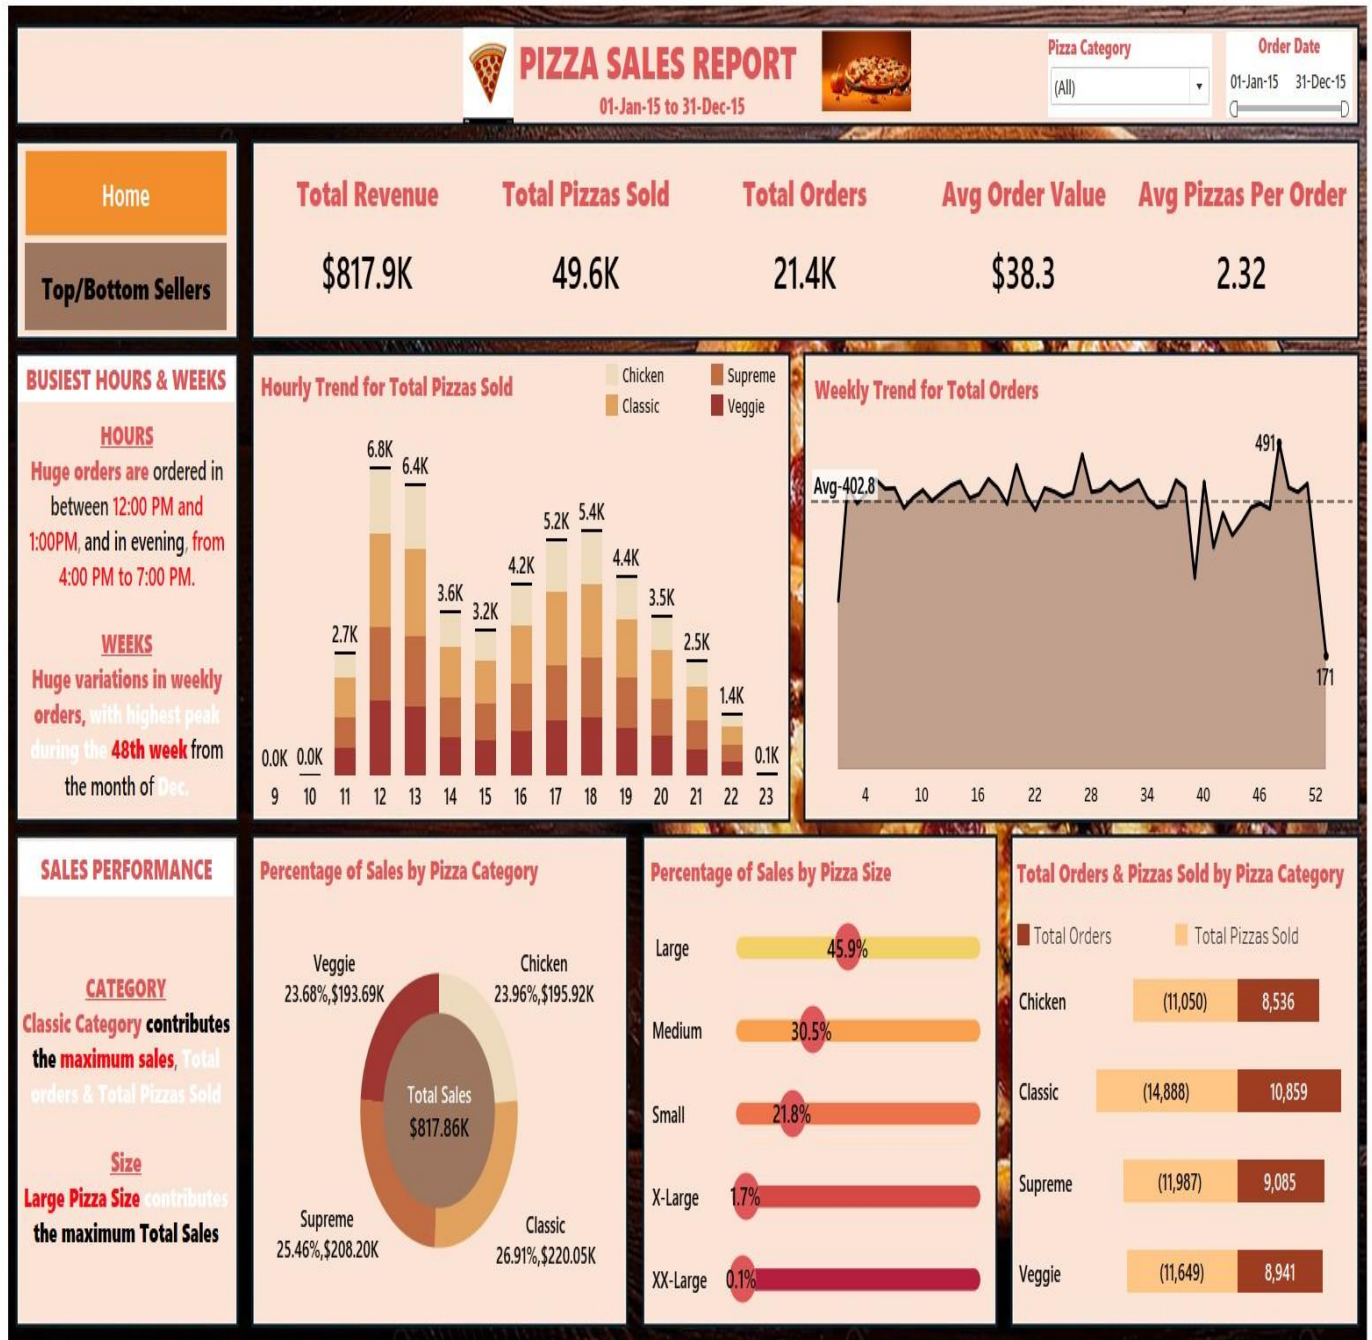 PIZZA SALES REPORT
01-Jan-15 to 31-Dec-15
Pizza Category
(All)
Order Date
01-Jan-15 31-Dec-15
Home
Top/Bottom Sellers
Total Revenue
$817.9K
Total Pizzas Sold
49.6K
Total Orders
21.4K
Avg Order Value
$38.3
Avg Pizzas Per Order
2.32
BUSIEST HOURS & WEEKS
HOURS
Huge orders are ordered in
between 12:00 PM and
1:00PM, and in evening, from
4:00 PM to 7:00 PM.
WEEKS
Huge variations in weekly
orders, with highest peak
during the 48th week from
the month of Dec.
Hourly Trend for Total Pizzas Sold
Chicken
Supreme
Classic
Veggie
0.0K
0.0K
2.7K
6.8K
6.4K
3.6K
3.2K
4.2K
5.2K
5.4K
4.4K
3.5K
2.5K
1.4K
0.1K
9 10 11 12 13 14 15 16 17 18 19 20 21 22 23
Weekly Trend for Total Orders
Avg-402.8
491
171
4 10 16 22 28 34 40 46 52
SALES PERFORMANCE
CATEGORY
Classic Category contributes
the maximum sales, Total
orders & Total Pizzas Sold
Size
Large Pizza Size contributes
the maximum Total Sales
Percentage of Sales by Pizza Category
Veggie
23.68%,$193.69K
Chicken
23.96%,$195.92K
Total Sales
$817.86K
Supreme
25.46%,$208.20K
Classic
26.91%,$220.05K
Percentage of Sales by Pizza Size
Large 45.9%
Medium 30.5%
Small 21.8%
X-Large 1.7%
XX-Large 0.1%
Total Orders & Pizzas Sold by Pizza Category
Total Orders
Total Pizzas Sold
Chicken (11,050) 8,536
Classic (14,888) 10,859
Supreme (11,987) 9,085
Veggie (11,649) 8,941